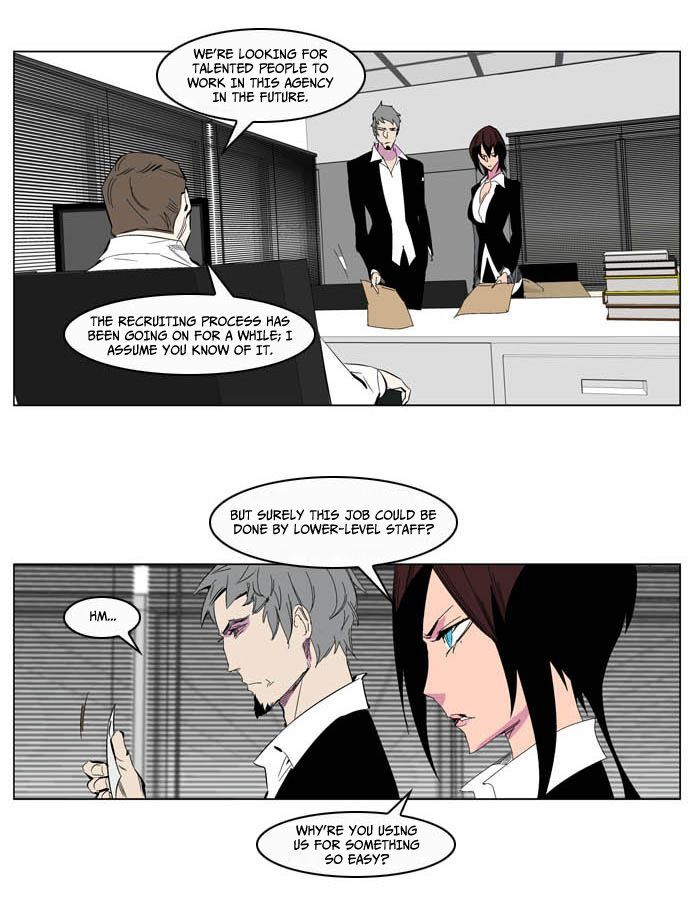 WE'RE LOOKING FOR
TALENTED PEOPLE TO
WORK IN THIS AGENCY
IN THE FUTURE.
THE RECRUITING PROCESS HAS
BEEN GOING ON FOR A WHILE; I
ASSUME YOU KNOW OF IT.
BUT SURELY THIS JOB COULD BE
DONE BY LOWER-LEVEL STAFF?
HM...
WHY'RE YOU USING
US FOR SOMETHING
SO EASY?